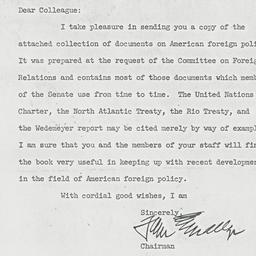 Dear Colleague:
I take pleasure in sending you a copy of the
attached collection of documents on American foreign poli
It was prepared at the request of the Committee on Foreig
Relations and contains most of those documents which memb
of the Senate use from time to time. The United Nations
Charter, the North Atlantic Treaty, the Rio Treaty, and
the Wedemeyer report may be cited merely by way of exampl
I am sure that you and the members of your staff will fin
the book very useful in keeping up with recent developmen
in the field of American foreign policy.
With cordial good wishes, I am
Sincerely,
Chairman